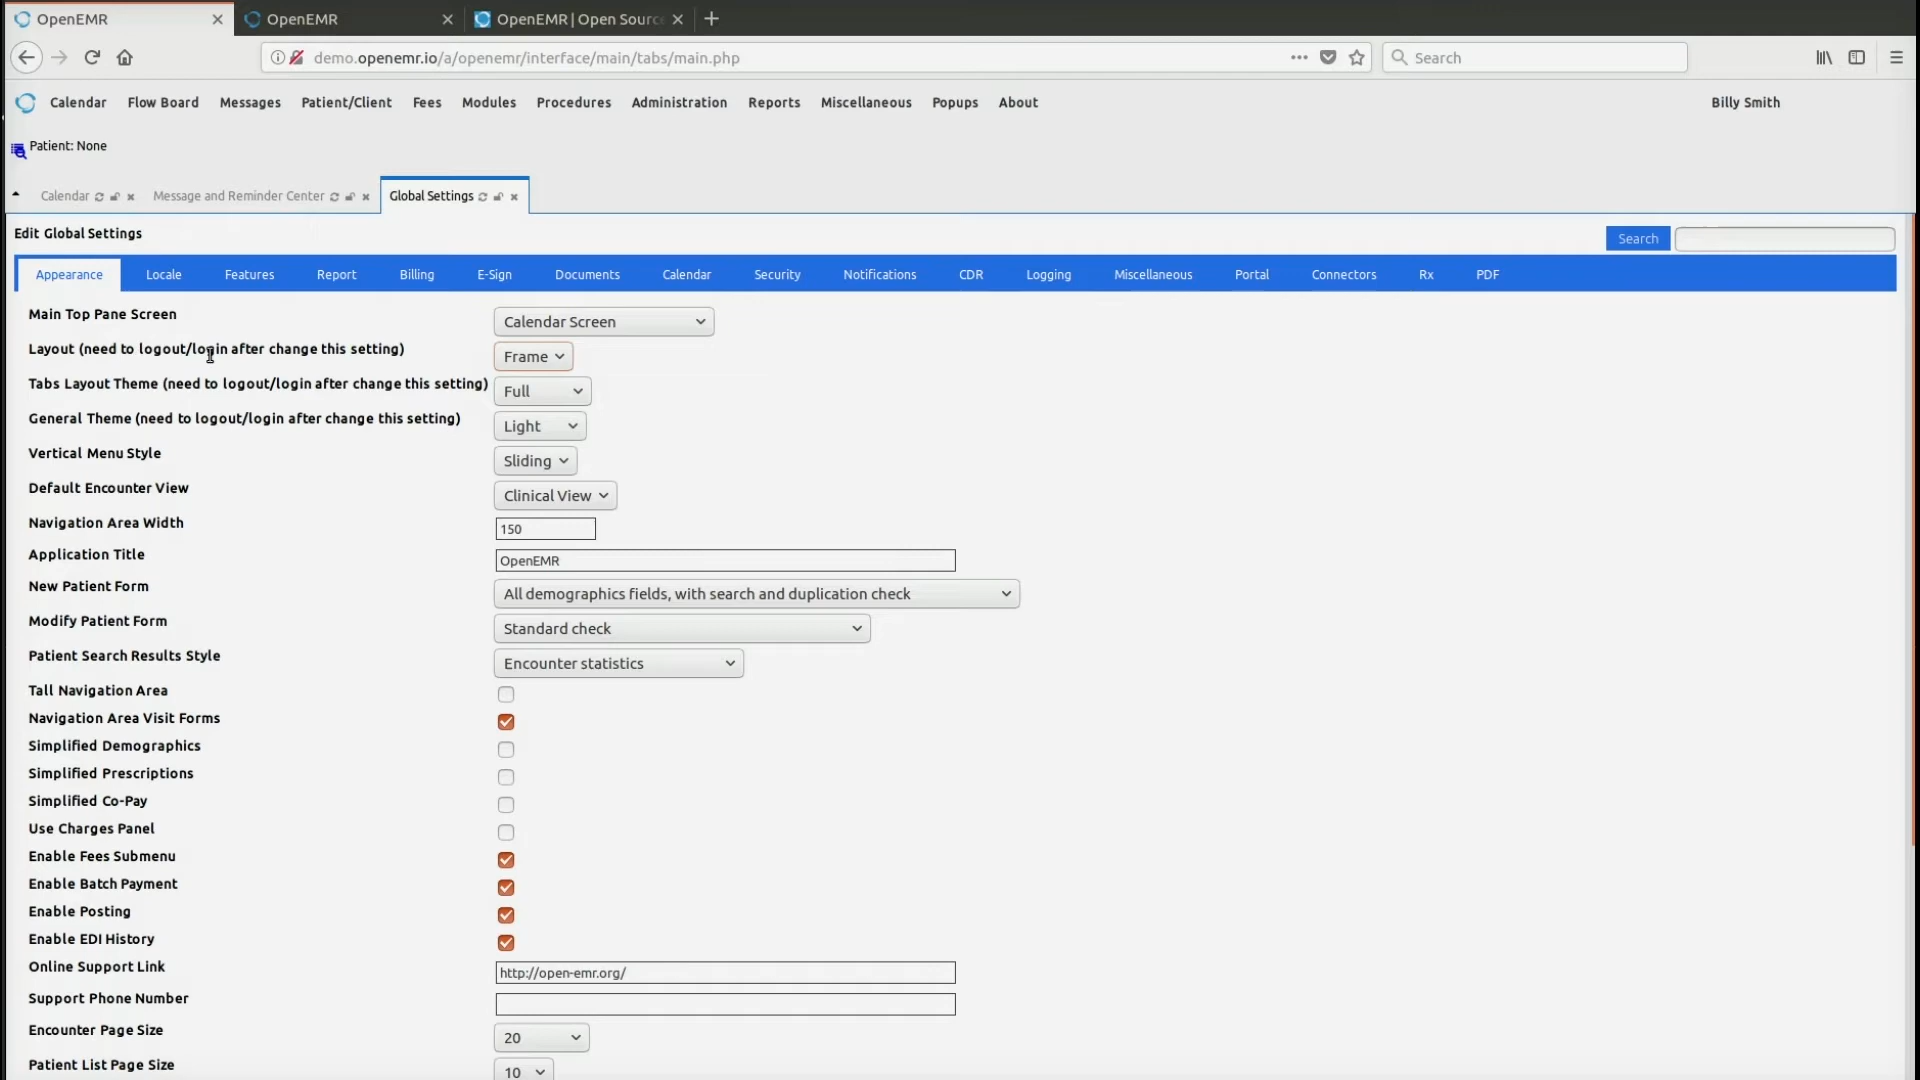 OpenEMR
OpenEMR
OpenEMR | Open Sourc
demo.openemr.io/a/openemr/interface/main/tabs/main.php
Search
Calendar Flow Board Messages Patient/Client Fees Modules Procedures Administration Reports Miscellaneous Popups About Billy Smith
Patient: None
Calendar Message and Reminder Center Global Settings
Edit Global Settings Search
Appearance Locale Features Report Billing E-Sign Documents Calendar Security Notifications CDR Logging Miscellaneous Portal Connectors Rx PDF
Main Top Pane Screen Calendar Screen
Layout (need to logout/login after change this setting) Frame
Tabs Layout Theme (need to logout/login after change this setting) Full
General Theme (need to logout/login after change this setting) Light
Vertical Menu Style Sliding
Default Encounter View Clinical View
Navigation Area Width 150
Application Title OpenEMR
New Patient Form All demographics fields, with search and duplication check
Modify Patient Form Standard check
Patient Search Results Style Encounter statistics
Tall Navigation Area
Navigation Area Visit Forms
Simplified Demographics
Simplified Prescriptions
Simplified Co-Pay
Use Charges Panel
Enable Fees Submenu
Enable Batch Payment
Enable Posting
Enable EDI History
Online Support Link http://open-emr.org/
Support Phone Number
Encounter Page Size 20
Patient List Page Size 10